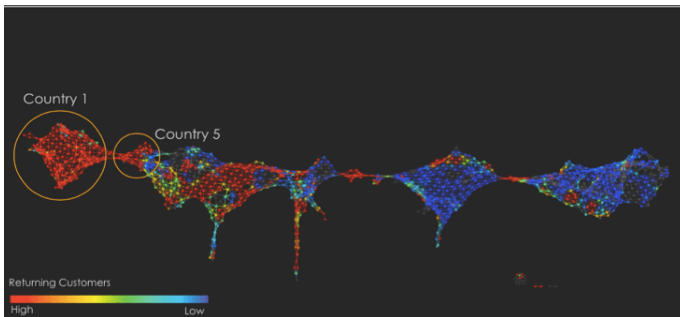 Country 1
Country 5
Returning Customers
High
Low